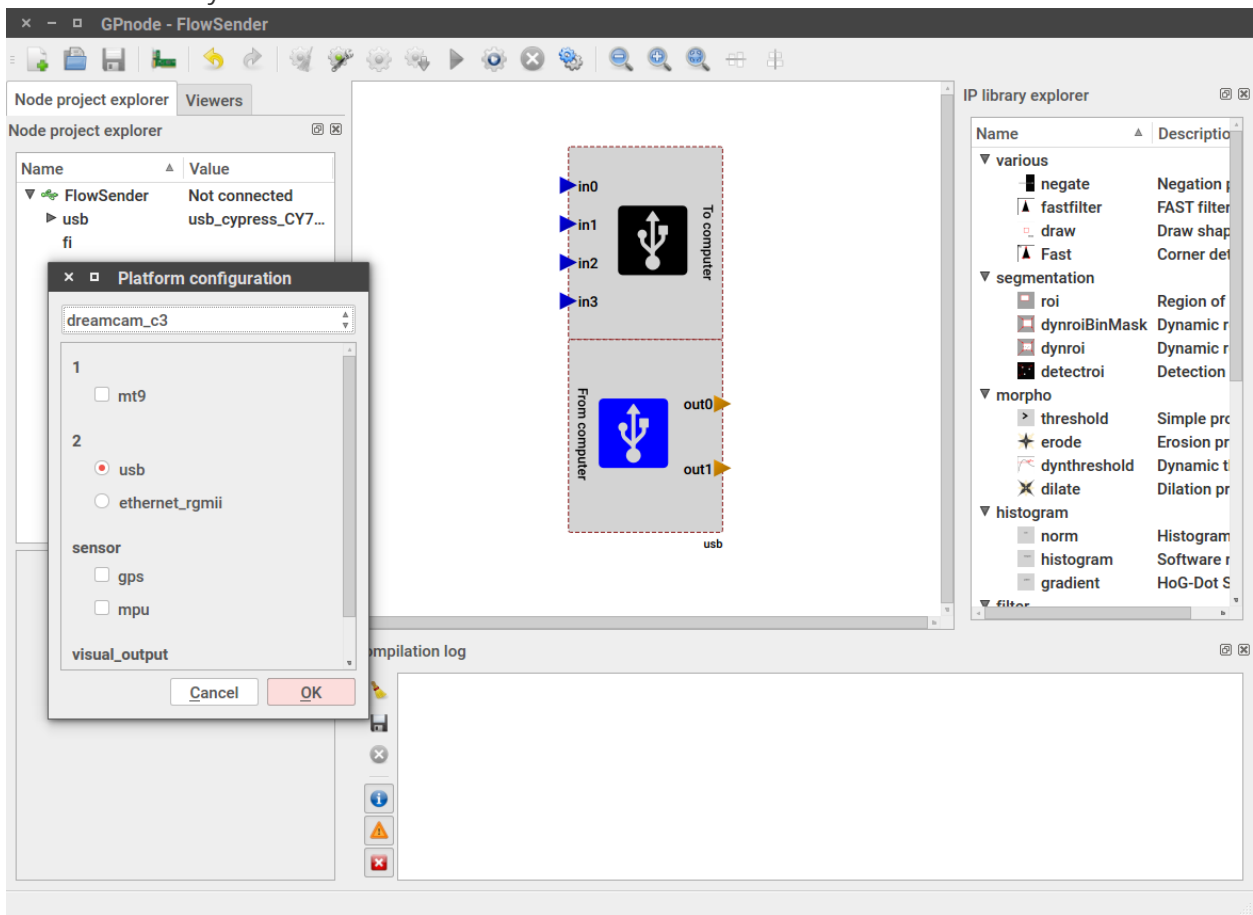 GPnode - FlowSender
Node project explorer Viewers
Node project explorer
Name Value
FlowSender Not connected
usb usb_cypress_CY7...
fi
Platform configuration
dreamcam_c3
1
mt9
2
usb
ethernet_rgmii
sensor
gps
mpu
visual_output
Cancel OK
in0
in1
in2
in3
To computer
From computer
out0
out1
usb
IP library explorer
Name Descriptio
various
negate Negation p
fastfilter FAST filter
draw Draw shap
Fast Corner det
segmentation
roi Region of
dynroiBinMask Dynamic r
dynroi Dynamic r
detectroi Detection
morpho
threshold Simple pro
erode Erosion pr
dynthreshold Dynamic t
dilate Dilation pr
histogram
norm Histogram
histogram Software r
gradient HoG-Dot S
filter
mpilation log